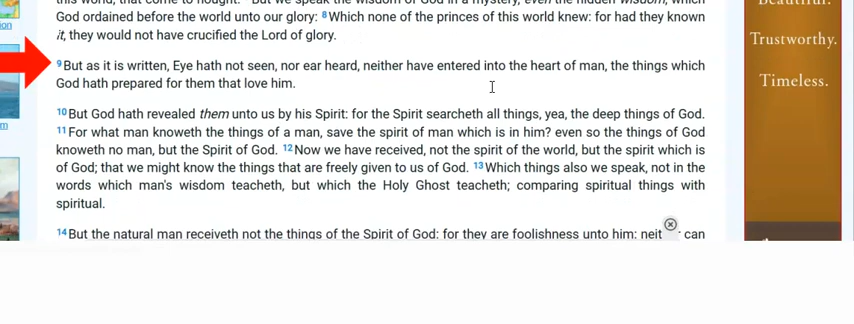 this world, that come to nought. But we speak the wisdom of God in a mystery, even the hidden wisdom, which
God ordained before the world unto our glory: 8 Which none of the princes of this world knew: for had they known
it, they would not have crucified the Lord of glory.
9 But as it is written, Eye hath not seen, nor ear heard, neither have entered into the heart of man, the things which
God hath prepared for them that love him.
10 But God hath revealed them unto us by his Spirit: for the Spirit searcheth all things, yea, the deep things of God.
11 For what man knoweth the things of a man, save the spirit of man which is in him? even so the things of God
knoweth no man, but the Spirit of God. 12 Now we have received, not the spirit of the world, but the spirit which is
of God; that we might know the things that are freely given to us of God. 13 Which things also we speak, not in the
words which man's wisdom teacheth, but which the Holy Ghost teacheth; comparing spiritual things with
spiritual.
14 But the natural man receiveth not the things of the Spirit of God: for they are foolishness unto him: neit r can
Beautiful.
Trustworthy.
Timeless.
ion
m